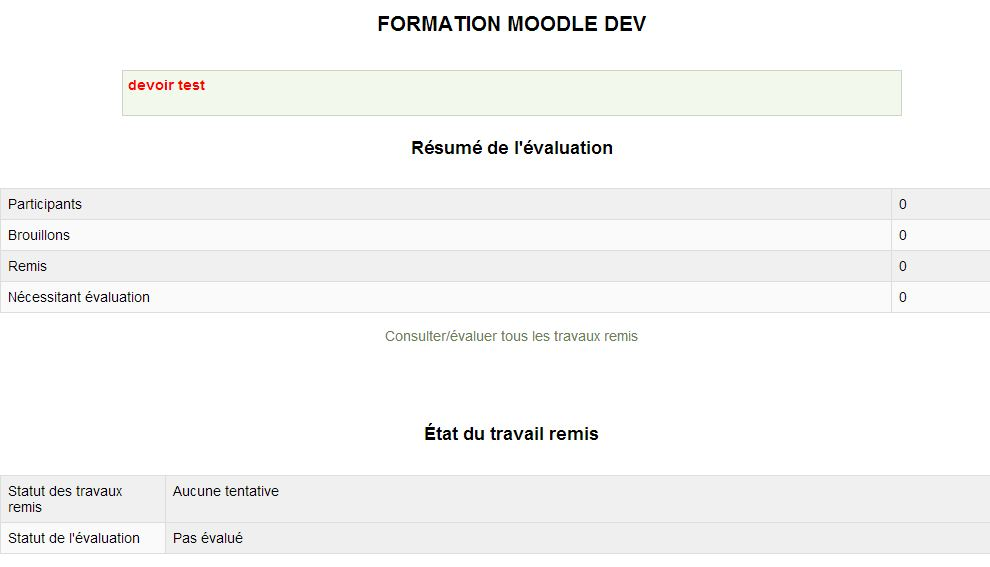 FORMATION MOODLE DEV
devoir test
Résumé de l'évaluation
Participants 0
Brouillons 0
Remis 0
Nécessitant évaluation 0
Consulter/évaluer tous les travaux remis
État du travail remis
Statut des travaux remis Aucune tentative
Statut de l'évaluation Pas évalué